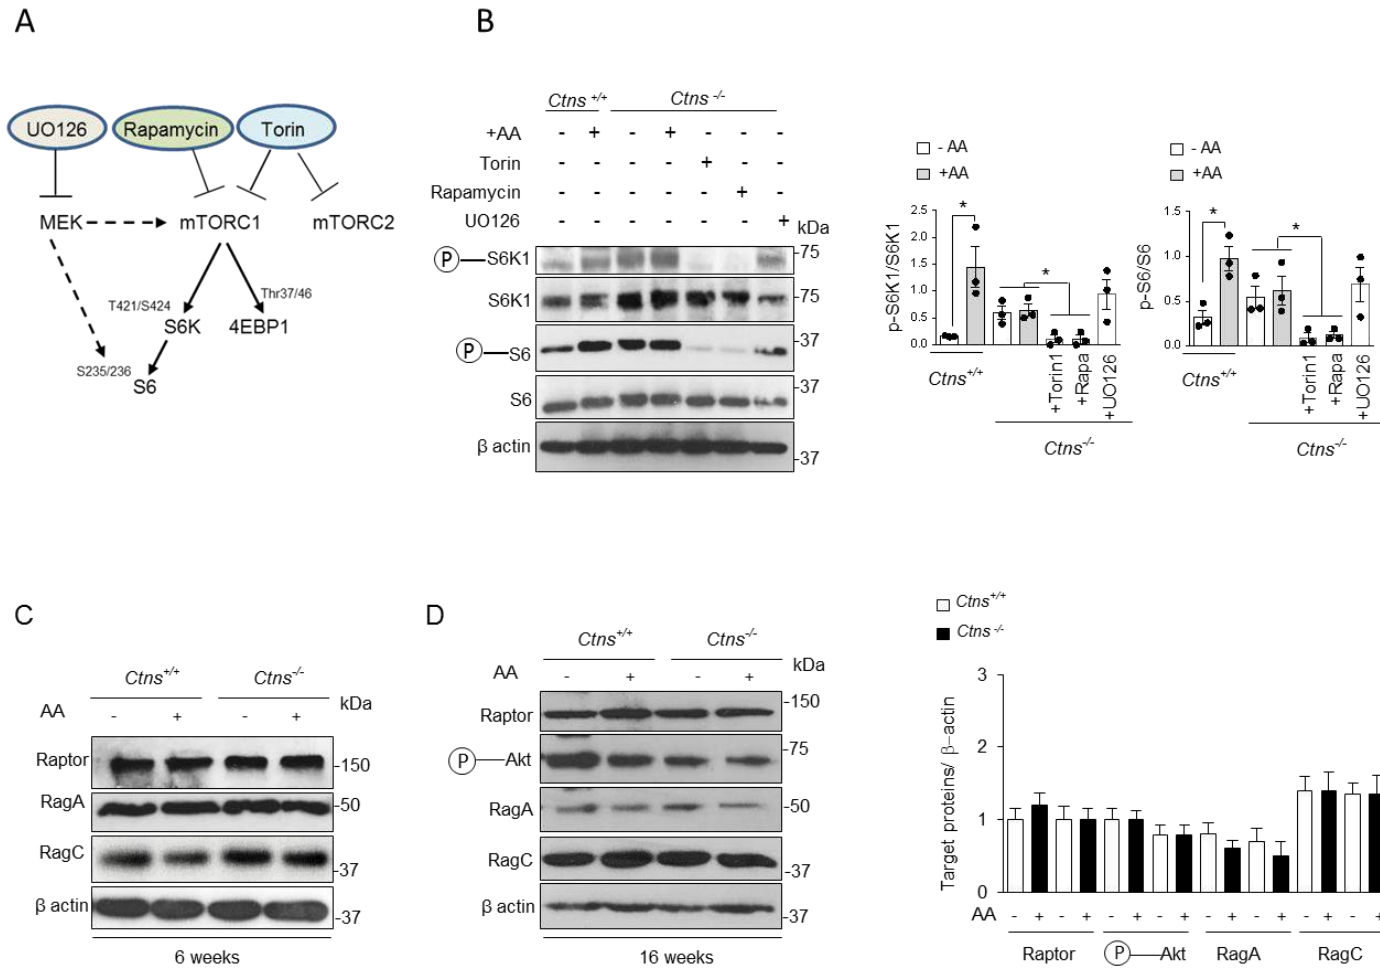 A
UO126
Rapamycin
Torin
MEK
mTORC1
mTORC2
T421/S424
Thr37/46
S6K
4EBP1
S235/236
S6
B
Ctns +/+
Ctns -/-
+AA - + - + - - -
Torin - - - - + - -
Rapamycin - - - - - + -
UO126 - - - - - - +
kDa
P S6K1 -75
S6K1 -75
P S6 -37
S6 -37
β actin -37
- AA
+AA
p-S6K1/S6K1
2.5
2.0
1.5
1.0
0.5
0.0
*
*
Ctns+/+
+Torin1
+Rapa
+UO126
Ctns-/-
- AA
+AA
p-S6/S6
1.5
1.0
0.5
0.0
*
*
Ctns+/+
+Torin1
+Rapa
+UO126
Ctns-/-
C
Ctns+/+
Ctns-/-
kDa
AA - + - +
Raptor -150
RagA -50
RagC -37
β actin -37
6 weeks
D
Ctns+/+
Ctns-/-
kDa
AA - + - +
Raptor -150
P Akt -75
RagA -50
RagC -37
β actin -37
16 weeks
Ctns+/+
Ctns -/-
Target proteins/ β-actin
3
2
1
0
AA - + - + - + - + - + - + - + - +
Raptor
P Akt
RagA
RagC